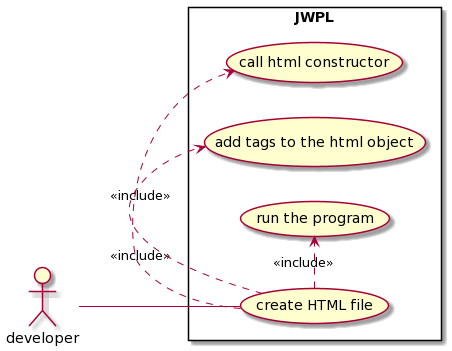 JWPL
call html constructor
add tags to the html object
«include»
run the program
«include»
«include»
create HTML file
developer